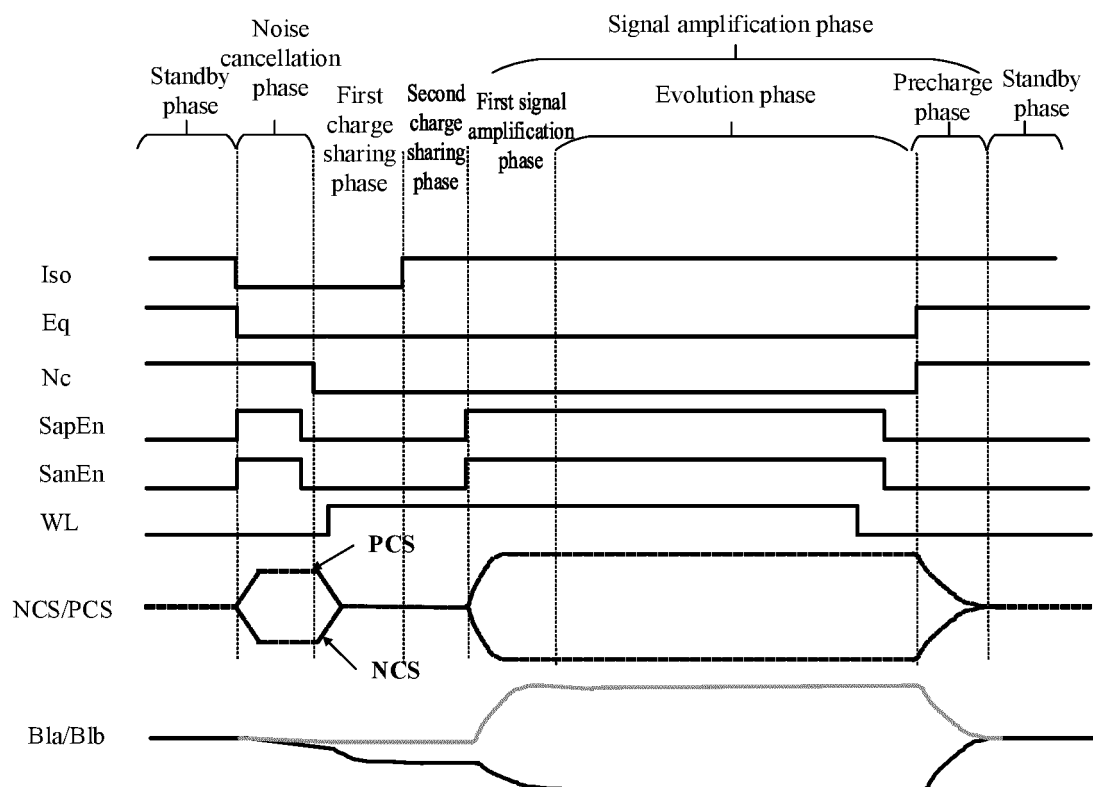 Signal amplification phase
Noise
cancellation
phase
Standby
phase
First
charge
sharing
phase
Second
charge
sharing
phase
First signal
amplification
phase
Evolution phase
Precharge
phase
Standby
phase
Iso
Eq
Nc
SapEn
SanEn
WL
PCS
NCS/PCS
NCS
Bla/Blb